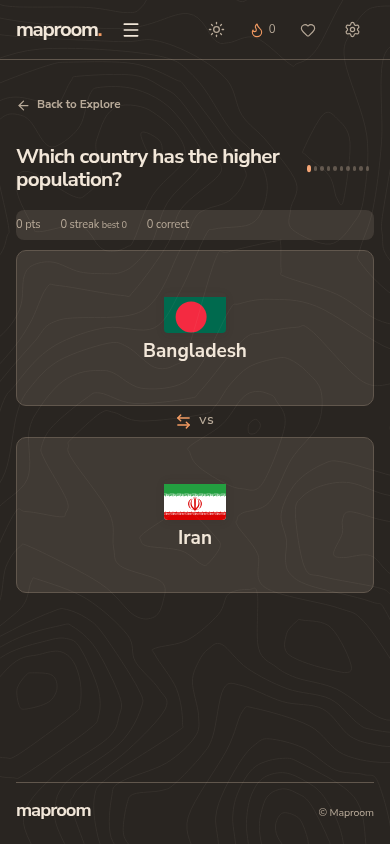 maproom.
0
Back to Explore
Which country has the higher
population?
0 pts 0 streak best 0 0 correct
Bangladesh
VS
Iran
maproom
© Maproom